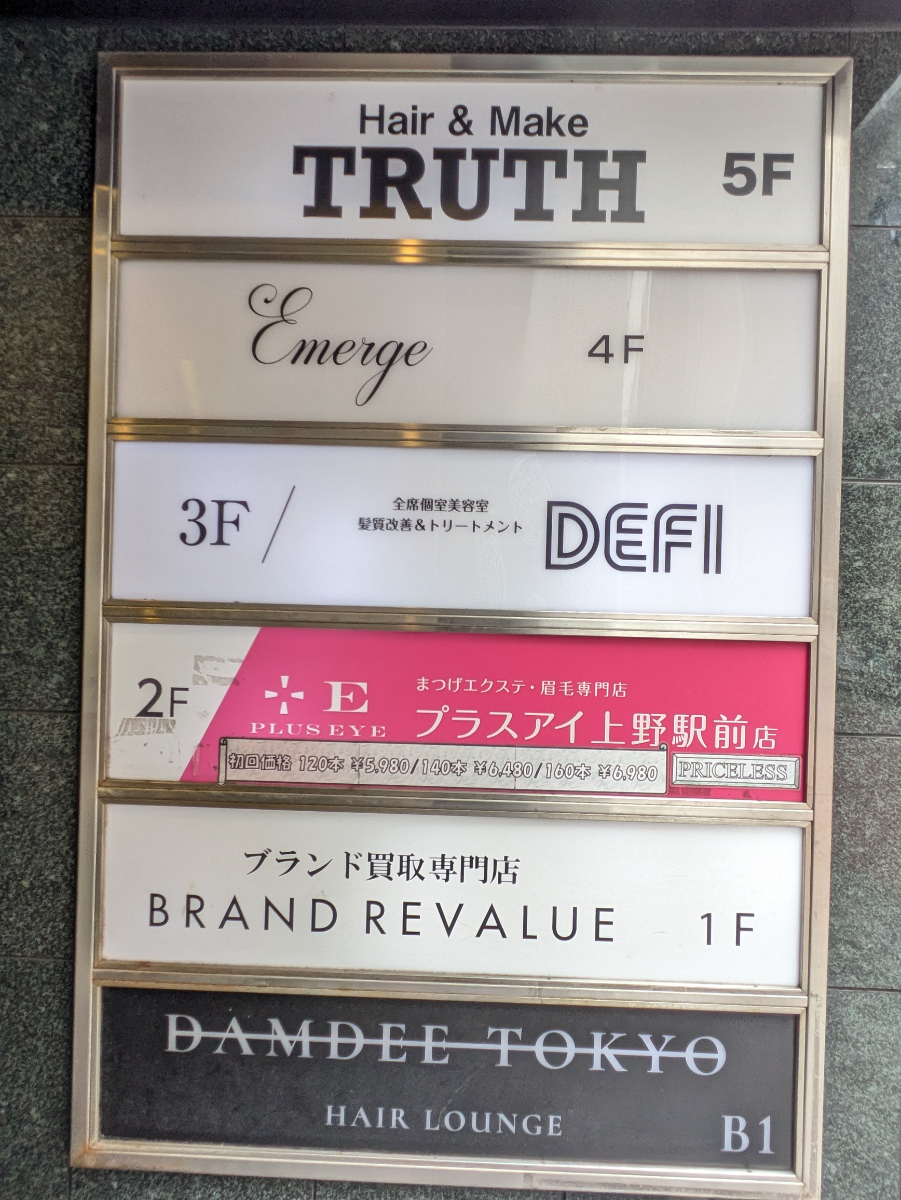 Hair & Make
TRUTH 5F
Emerge 4F
3F /
全席個室美容室
髪質改善&トリートメント
DEFI
2F
E
PLUS EYE
まつげエクステ・眉毛専門店
プラスアイ上野駅前店
初回価格 120本 ¥5,980/140本 ¥6,480/160本 ¥6,980
PRICELESS
ブランド買取専門店
BRAND REVALUE 1F
DAMDEE TOKYO
HAIR LOUNGE B1